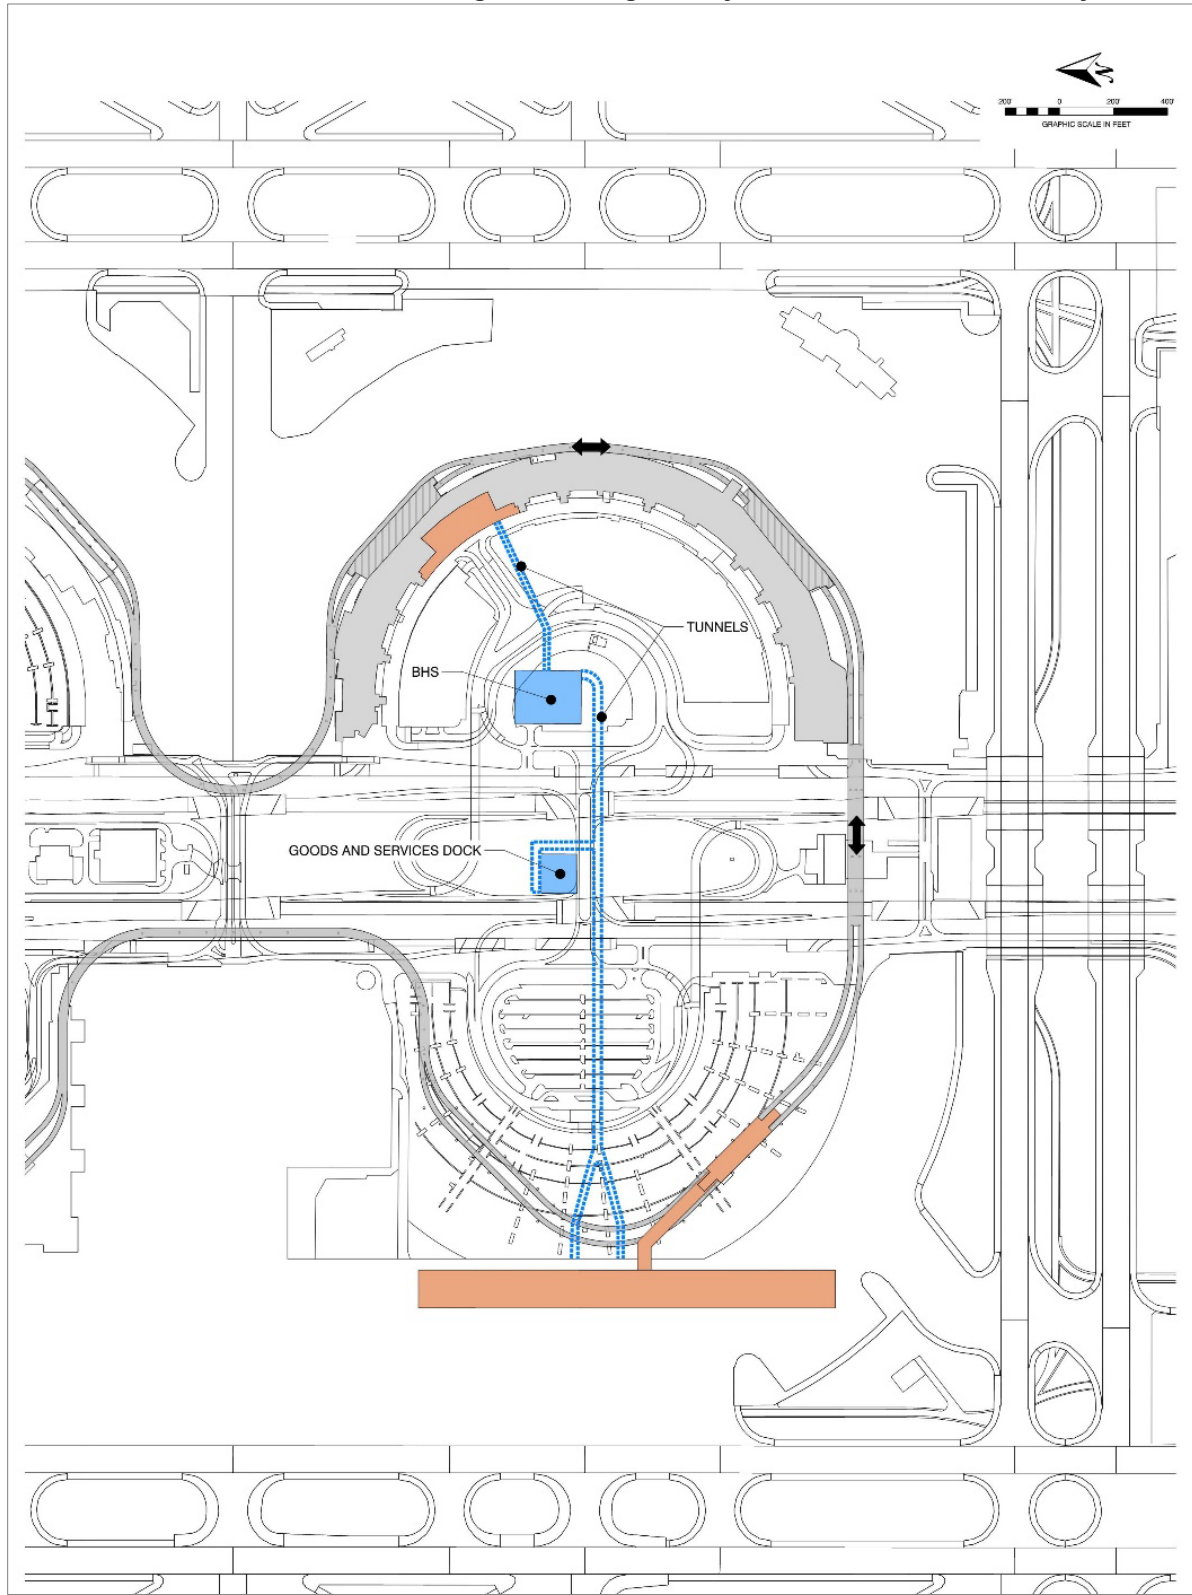 N
200' 0 200' 400'
GRAPHIC SCALE IN FEET
TUNNELS
BHS
GOODS AND SERVICES DOCK